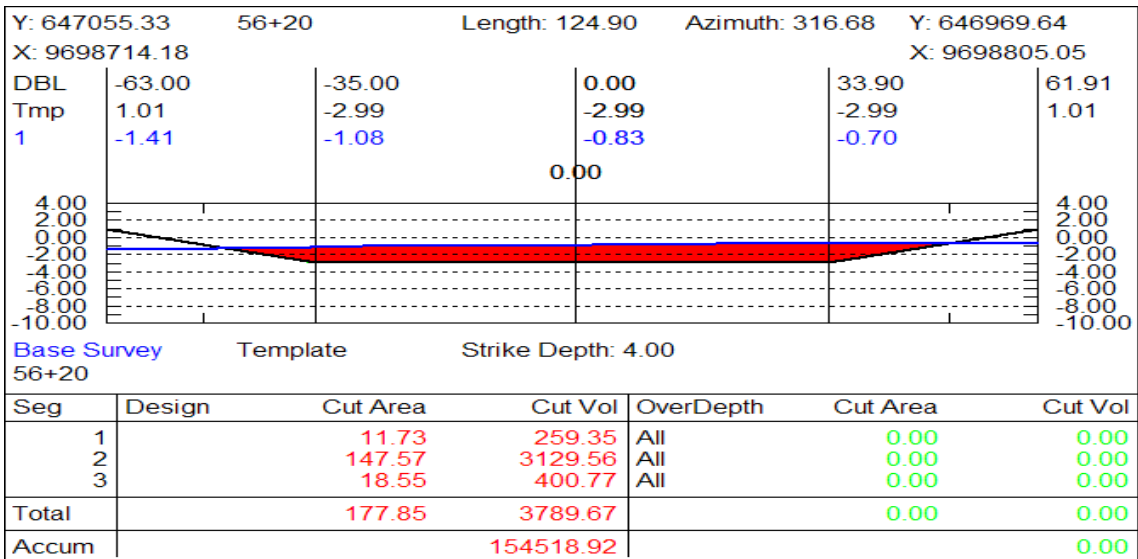 Y: 647055.33 56+20 Length: 124.90 Azimuth: 316.68 Y: 646969.64
X: 9698714.18 X: 9698805.05
DBL -63.00 -35.00 0.00 33.90 61.91
Tmp 1.01 -2.99 -2.99 -2.99 1.01
1 -1.41 -1.08 -0.83 -0.70
0.00
4.00 4.00
2.00 2.00
0.00 0.00
-2.00 -2.00
-4.00 -4.00
-6.00 -6.00
-8.00 -8.00
-10.00 -10.00
Base Survey Template Strike Depth: 4.00
56+20
Seg Design Cut Area Cut Vol OverDepth Cut Area Cut Vol
1 11.73 259.35 All 0.00 0.00
2 147.57 3129.56 All 0.00 0.00
3 18.55 400.77 All 0.00 0.00
Total 177.85 3789.67 0.00 0.00
Accum 154518.92 0.00